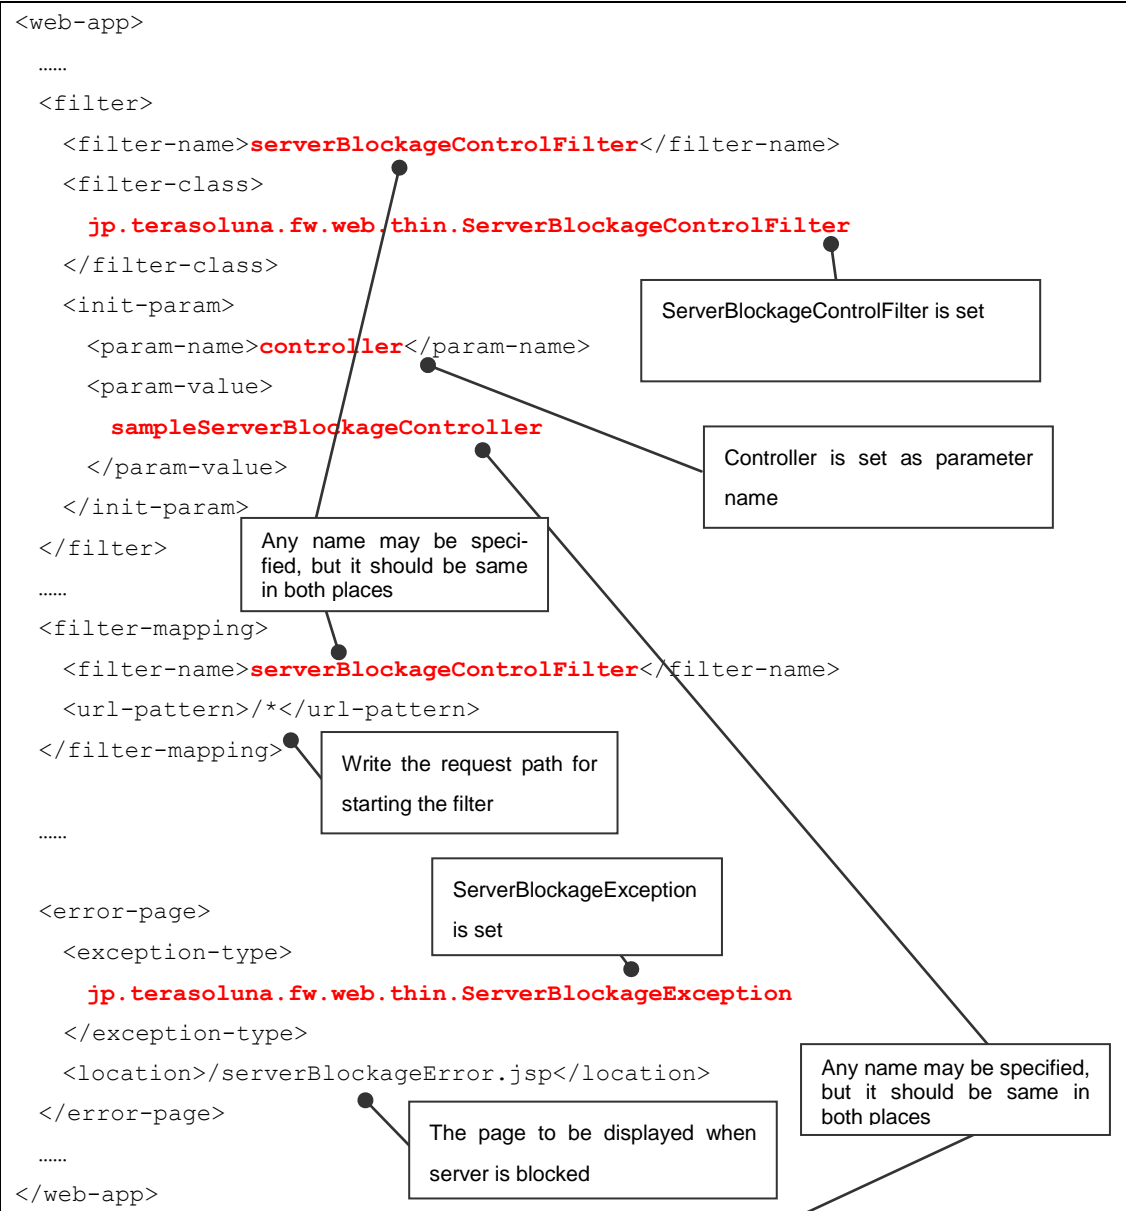 <web-app>
……
<filter>
<filter-name>serverBlockageControlFilter</filter-name>
<filter-class>
jp.terasoluna.fw.web.thin.ServerBlockageControlFilter
</filter-class>
<init-param>
ServerBlockageControlFilter is set
<param-name>controller</param-name>
<param-value>
sampleServerBlockageController
Controller is set as parameter
name
</param-value>
</init-param>
</filter>
Any name may be speci-
fied, but it should be same
in both places
……
<filter-mapping>
<filter-name>serverBlockageControlFilter</filter-name>
<url-pattern>/*</url-pattern>
</filter-mapping>
Write the request path for
starting the filter
……
ServerBlockageException
is set
<error-page>
<exception-type>
jp.terasoluna.fw.web.thin.ServerBlockageException
</exception-type>
<location>/serverBlockageError.jsp</location>
Any name may be specified,
but it should be same in
both places
</error-page>
The page to be displayed when
server is blocked
……
</web-app>